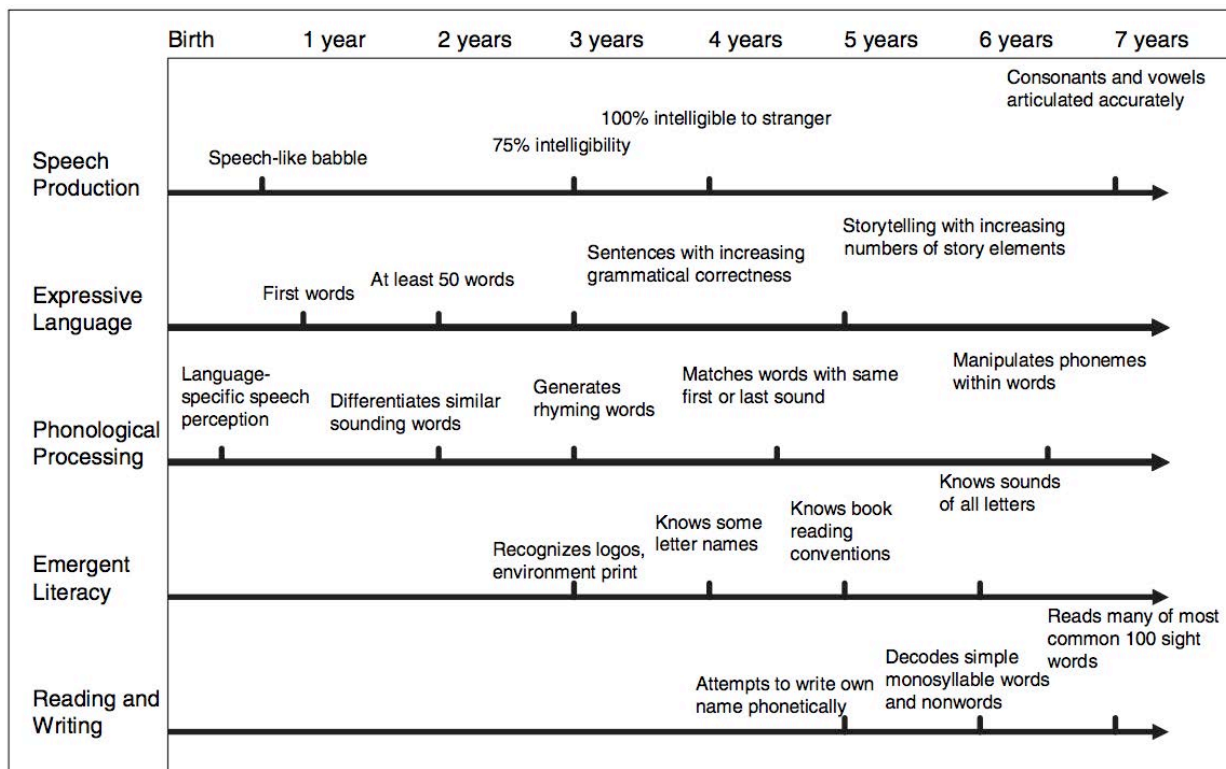 Birth 1 year 2 years 3 years 4 years 5 years 6 years 7 years
Consonants and vowels
articulated accurately
100% intelligible to stranger
75% intelligibility
Speech-like babble
Speech
Production
Storytelling with increasing
numbers of story elements
Sentences with increasing
grammatical correctness
At least 50 words
First words
Expressive
Language
Language-
specific speech
perception
Differentiates similar
sounding words
Generates
rhyming words
Matches words with same
first or last sound
Manipulates phonemes
within words
Phonological
Processing
Knows sounds
of all letters
Knows book
reading
conventions
Knows some
letter names
Recognizes logos,
environment print
Emergent
Literacy
Reads many of most
common 100 sight
words
Decodes simple
monosyllable words
and nonwords
Attempts to write own
name phonetically
Reading and
Writing